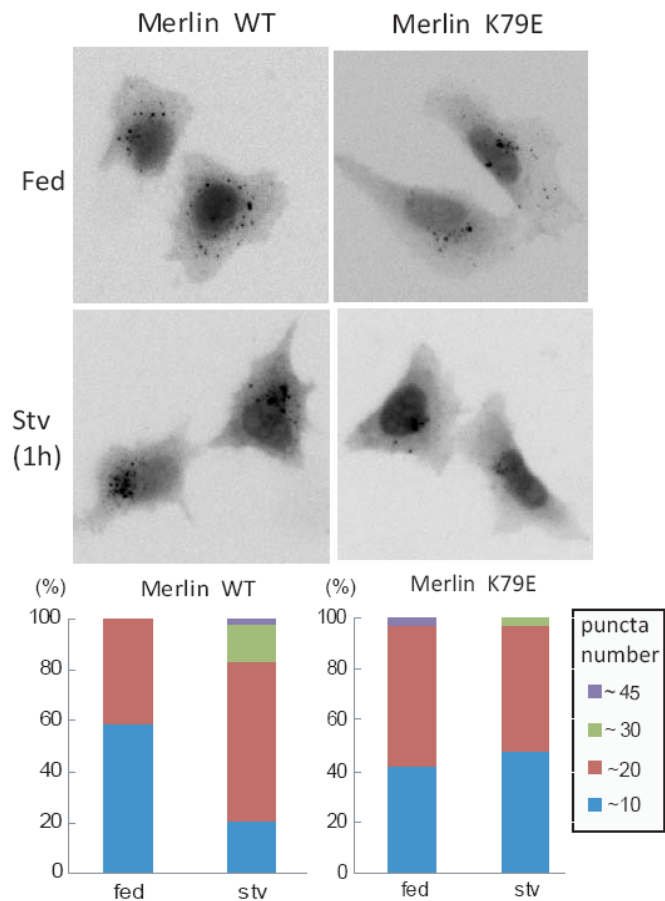 Merlin WT
Merlin K79E
Fed
Stv
(1h)
(%)
Merlin WT
100
80
60
40
20
0
fed
stv
(%)
Merlin K79E
100
80
60
40
20
0
fed
stv
puncta
number
~ 45
~ 30
~20
~10